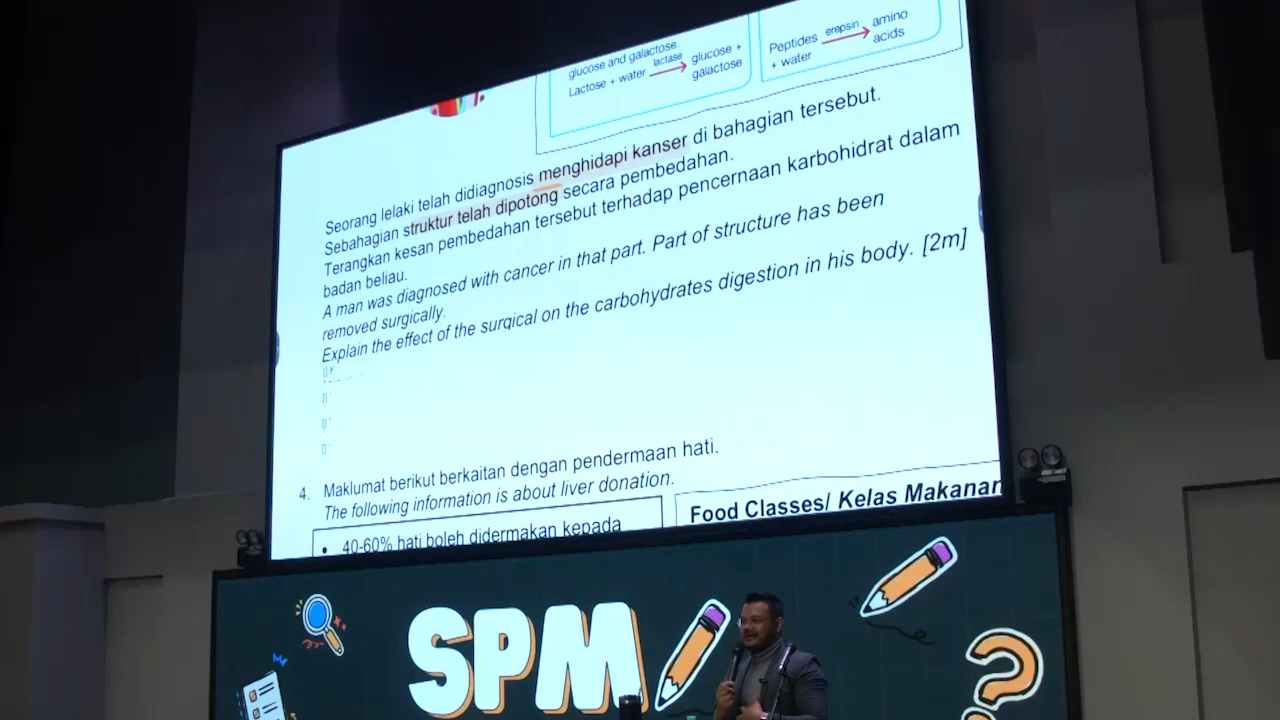 glucose and galactose.
Lactose + water lactase glucose + galactose
Peptides + water erepsin amino acids
Seorang lelaki telah didiagnosis menghidapi kanser di bahagian tersebut.
Sebahagian struktur telah dipotong secara pembedahan.
Terangkan kesan pembedahan tersebut terhadap pencernaan karbohidrat dalam
badan beliau.
A man was diagnosed with cancer in that part. Part of structure has been
removed surgically.
Explain the effect of the surgical on the carbohydrates digestion in his body. [2m]
4. Maklumat berikut berkaitan dengan pendermaan hati.
The following information is about liver donation.
• 40-60% hati boleh didermakan kepada
Food Classes/ Kelas Makanan
SPM